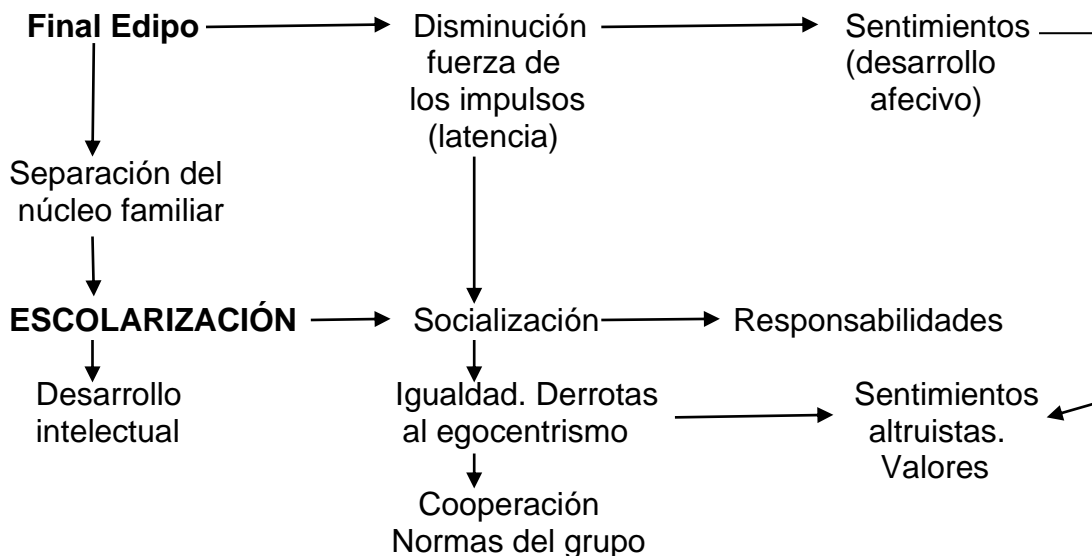 Final Edipo
Disminución
fuerza de
los impulsos
(latencia)
Sentimientos
(desarrollo
afecivo)
Separación del
núcleo familiar
ESCOLARIZACIÓN
Socialización
Responsabilidades
Desarrollo
intelectual
Igualdad. Derrotas
al egocentrismo
Sentimientos
altruistas.
Valores
Cooperación
Normas del grupo